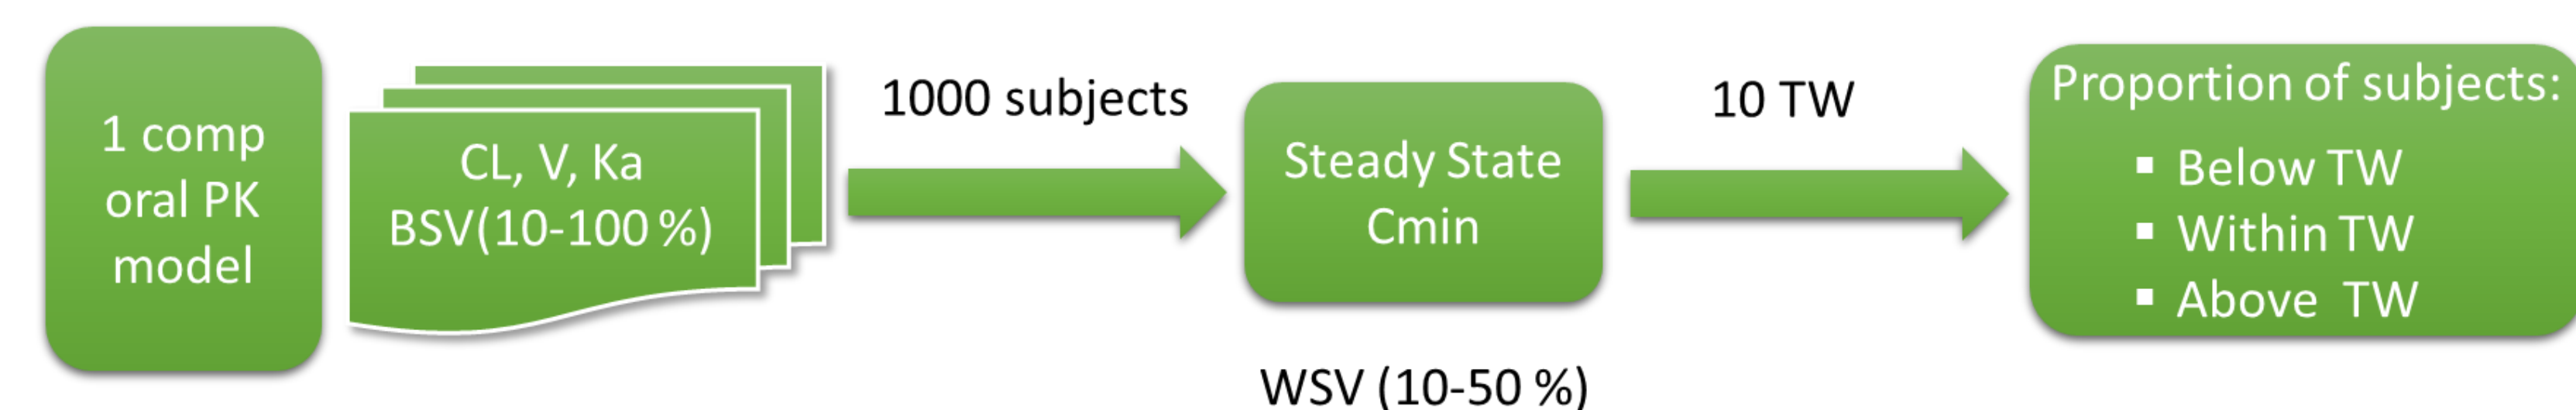 1 comp
oral PK
model
CL, V, Ka
BSV(10-100 %)
1000 subjects
Steady State
Cmin
WSV (10-50 %)
10 TW
Proportion of subjects:
▪ Below TW
▪ Within TW
▪ Above TW